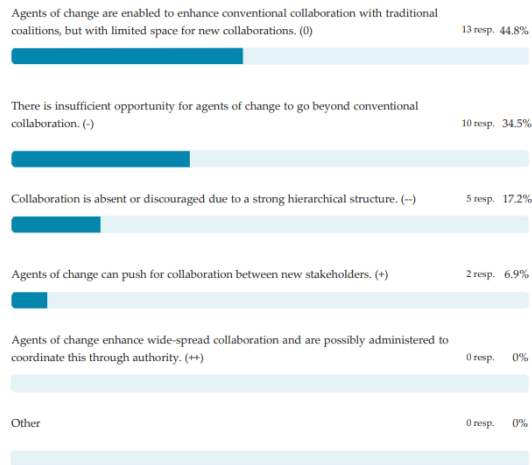 Agents of change are enabled to enhance conventional collaboration with traditional
coalitions, but with limited space for new collaborations. (0) 13 resp. 44.8%
There is insufficient opportunity for agents of change to go beyond conventional
collaboration. (-) 10 resp. 34.5%
Collaboration is absent or discouraged due to a strong hierarchical structure. (--) 5 resp. 17.2%
Agents of change can push for collaboration between new stakeholders. (+) 2 resp. 6.9%
Agents of change enhance wide-spread collaboration and are possibly administered to
coordinate this through authority. (++) 0 resp. 0%
Other 0 resp. 0%